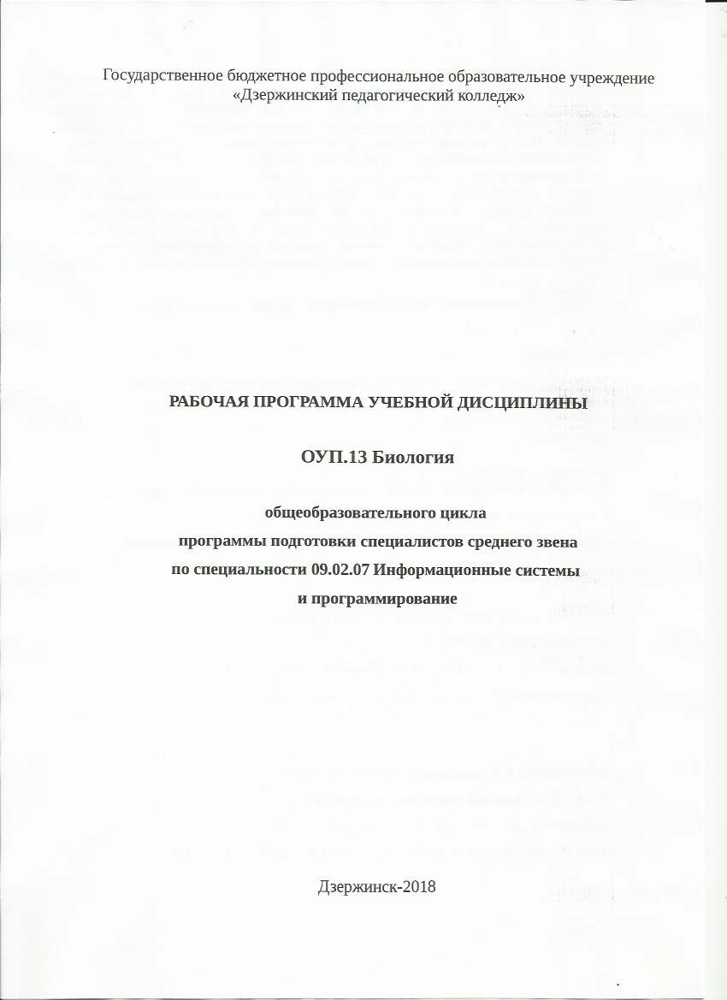 Государственное бюджетное профессиональное образовательное учреждение
«Дзержинский педагогический колледж»
РАБОЧАЯ ПРОГРАММА УЧЕБНОЙ ДИСЦИПЛИНЫ
ОУП.13 Биология
общеобразовательного цикла
программы подготовки специалистов среднего звена
по специальности 09.02.07 Информационные системы
и программирование
Дзержинск-2018